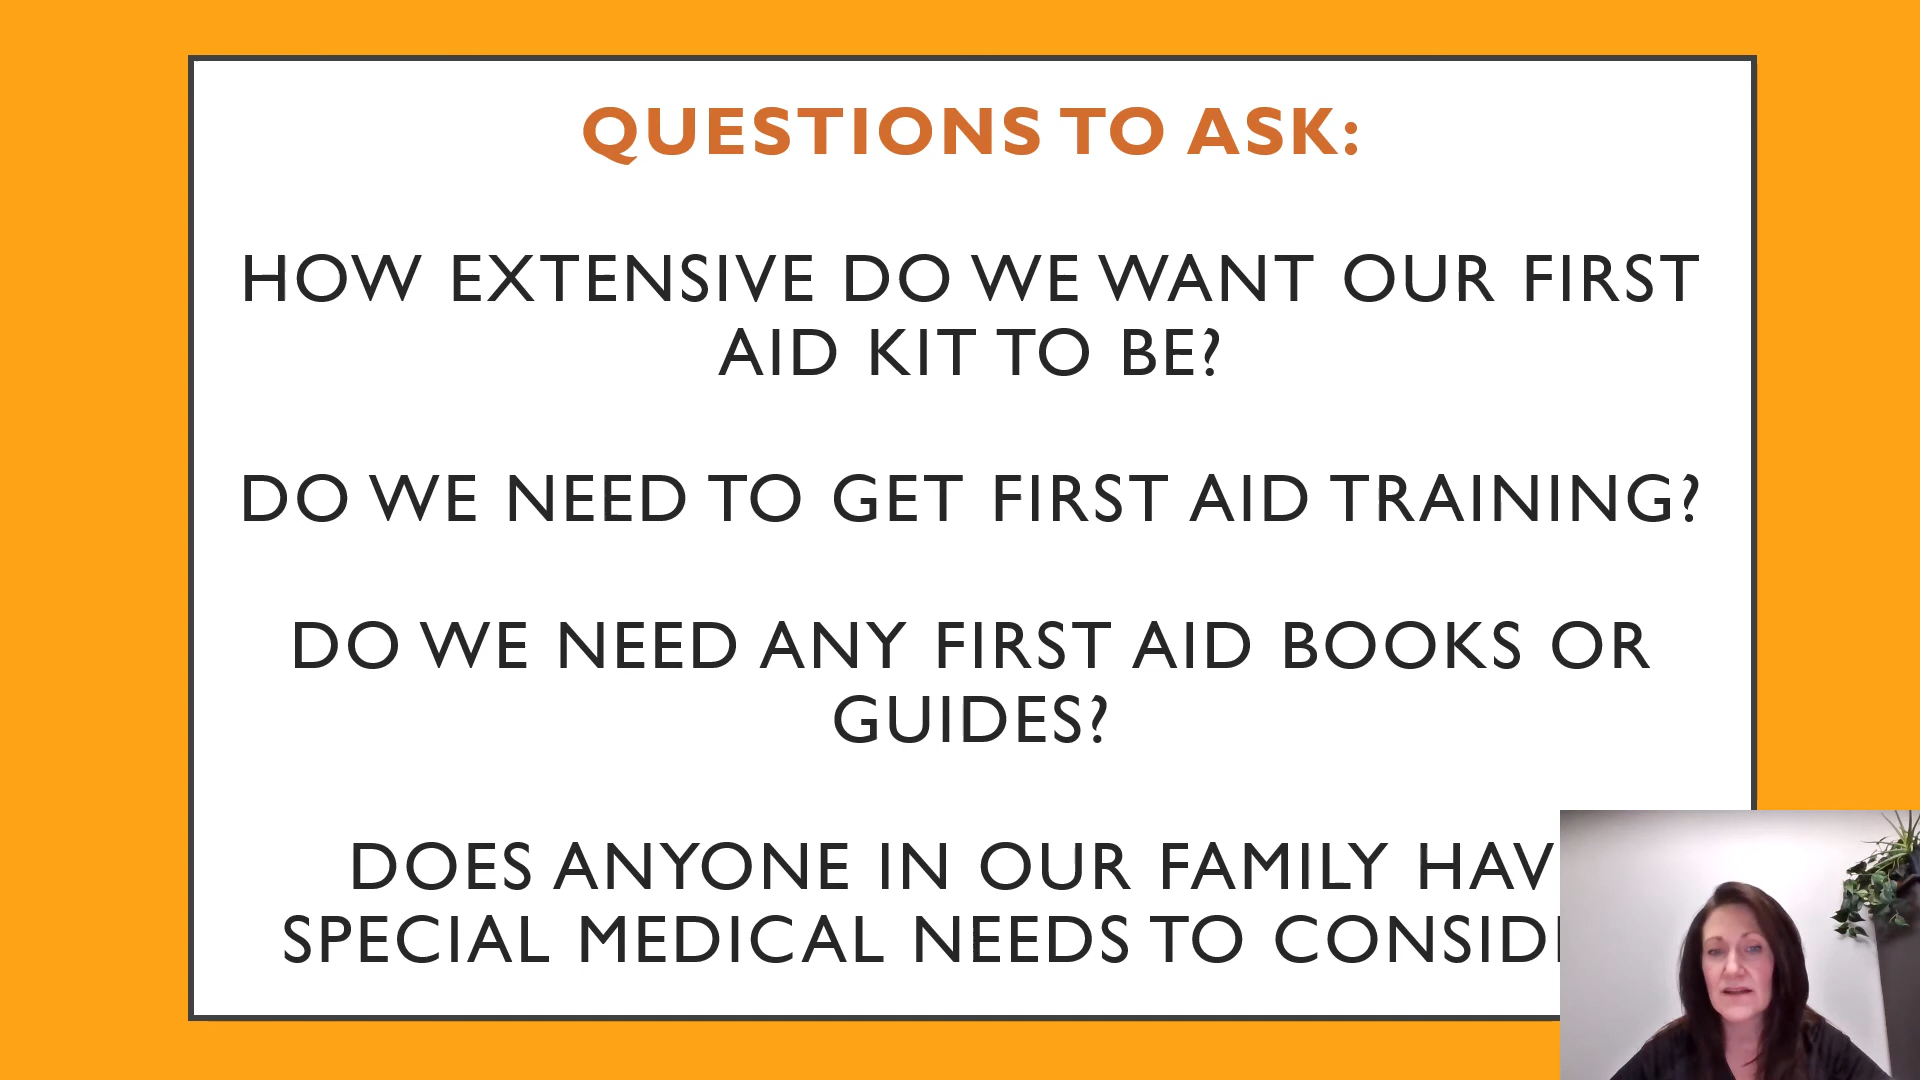 QUESTIONS TO ASK:
HOW EXTENSIVE DO WE WANT OUR FIRST
AID KIT TO BE?
DO WE NEED TO GET FIRST AID TRAINING?
DO WE NEED ANY FIRST AID BOOKS OR
GUIDES?
DOES ANYONE IN OUR FAMILY HAV
SPECIAL MEDICAL NEEDS TO CONSID